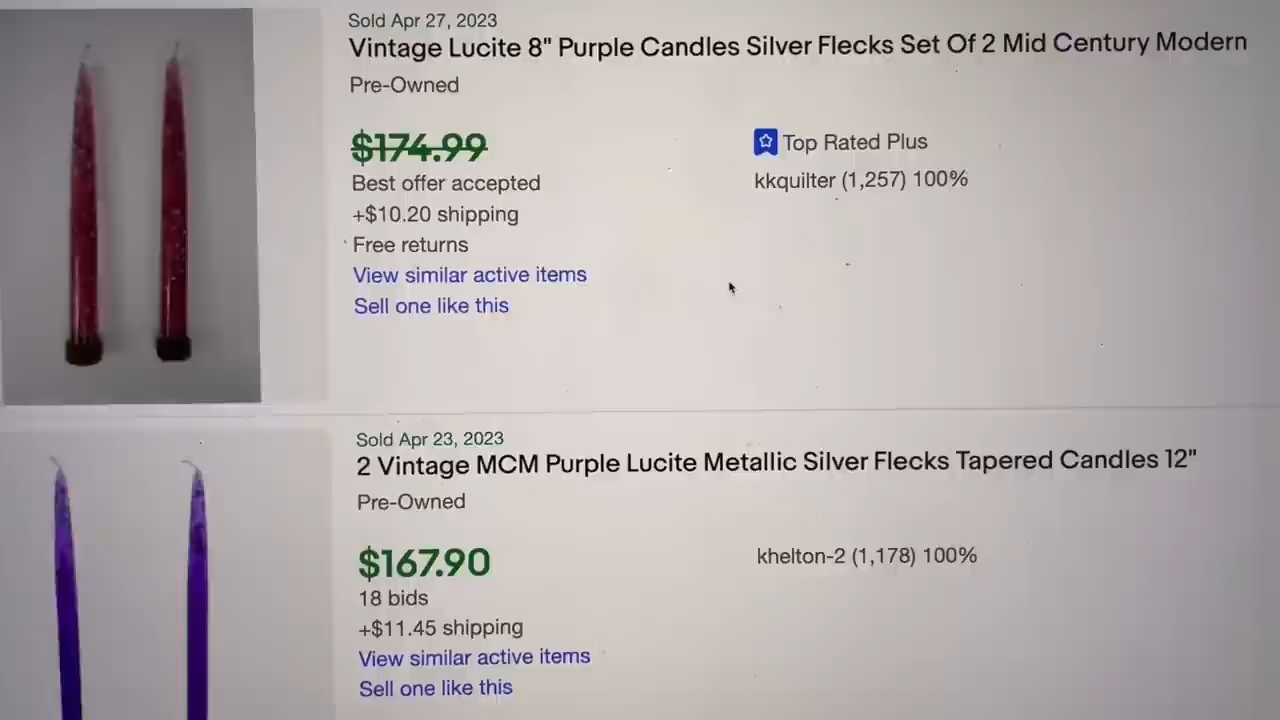 Sold Apr 27, 2023
Vintage Lucite 8" Purple Candles Silver Flecks Set Of 2 Mid Century Modern
Pre-Owned
$174.99
Top Rated Plus
Best offer accepted
kkquilter (1,257) 100%
+$10.20 shipping
Free returns
View similar active items
Sell one like this
Sold Apr 23, 2023
2 Vintage MCM Purple Lucite Metallic Silver Flecks Tapered Candles 12"
Pre-Owned
$167.90
khelton-2 (1,178) 100%
18 bids
+$11.45 shipping
View similar active items
Sell one like this